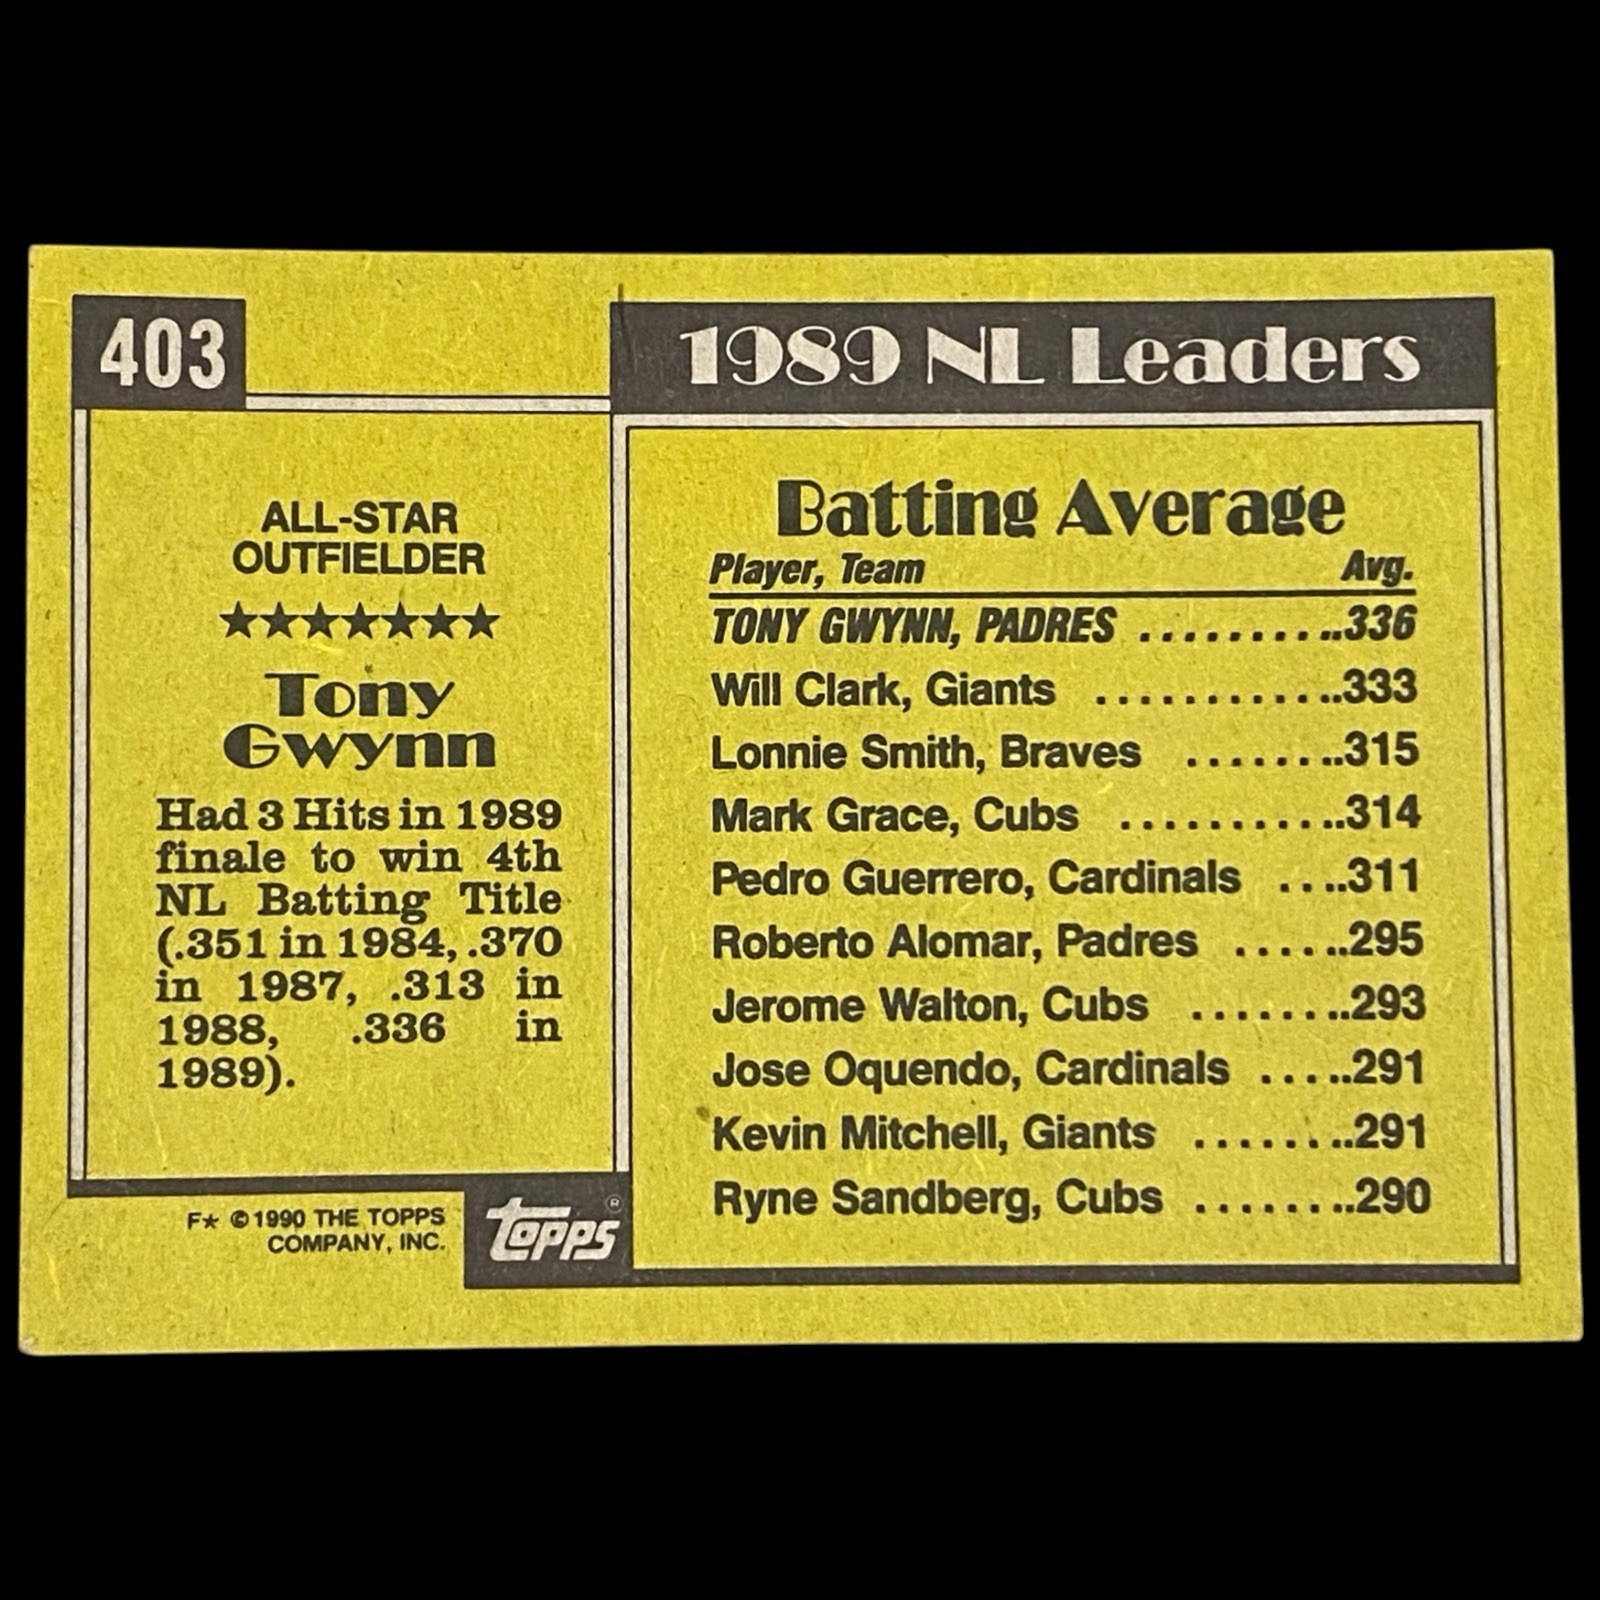 403
ALL-STAR
OUTFIELDER
★★★★★★★
Tony
Gwynn
Had 3 Hits in 1989
finale to win 4th
NL Batting Title
(.351 in 1984, .370
in 1987, .313 in
1988, .336 in
1989).
F★ ©1990 THE TOPPS
COMPANY, INC.
topps®
1989 NL Leaders
Batting Average
Player, Team Avg.
TONY GWYNN, PADRES ..........336
Will Clark, Giants ............333
Lonnie Smith, Braves ........315
Mark Grace, Cubs ...........314
Pedro Guerrero, Cardinals ....311
Roberto Alomar, Padres ......295
Jerome Walton, Cubs ........293
Jose Oquendo, Cardinals .....291
Kevin Mitchell, Giants ........291
Ryne Sandberg, Cubs ........290